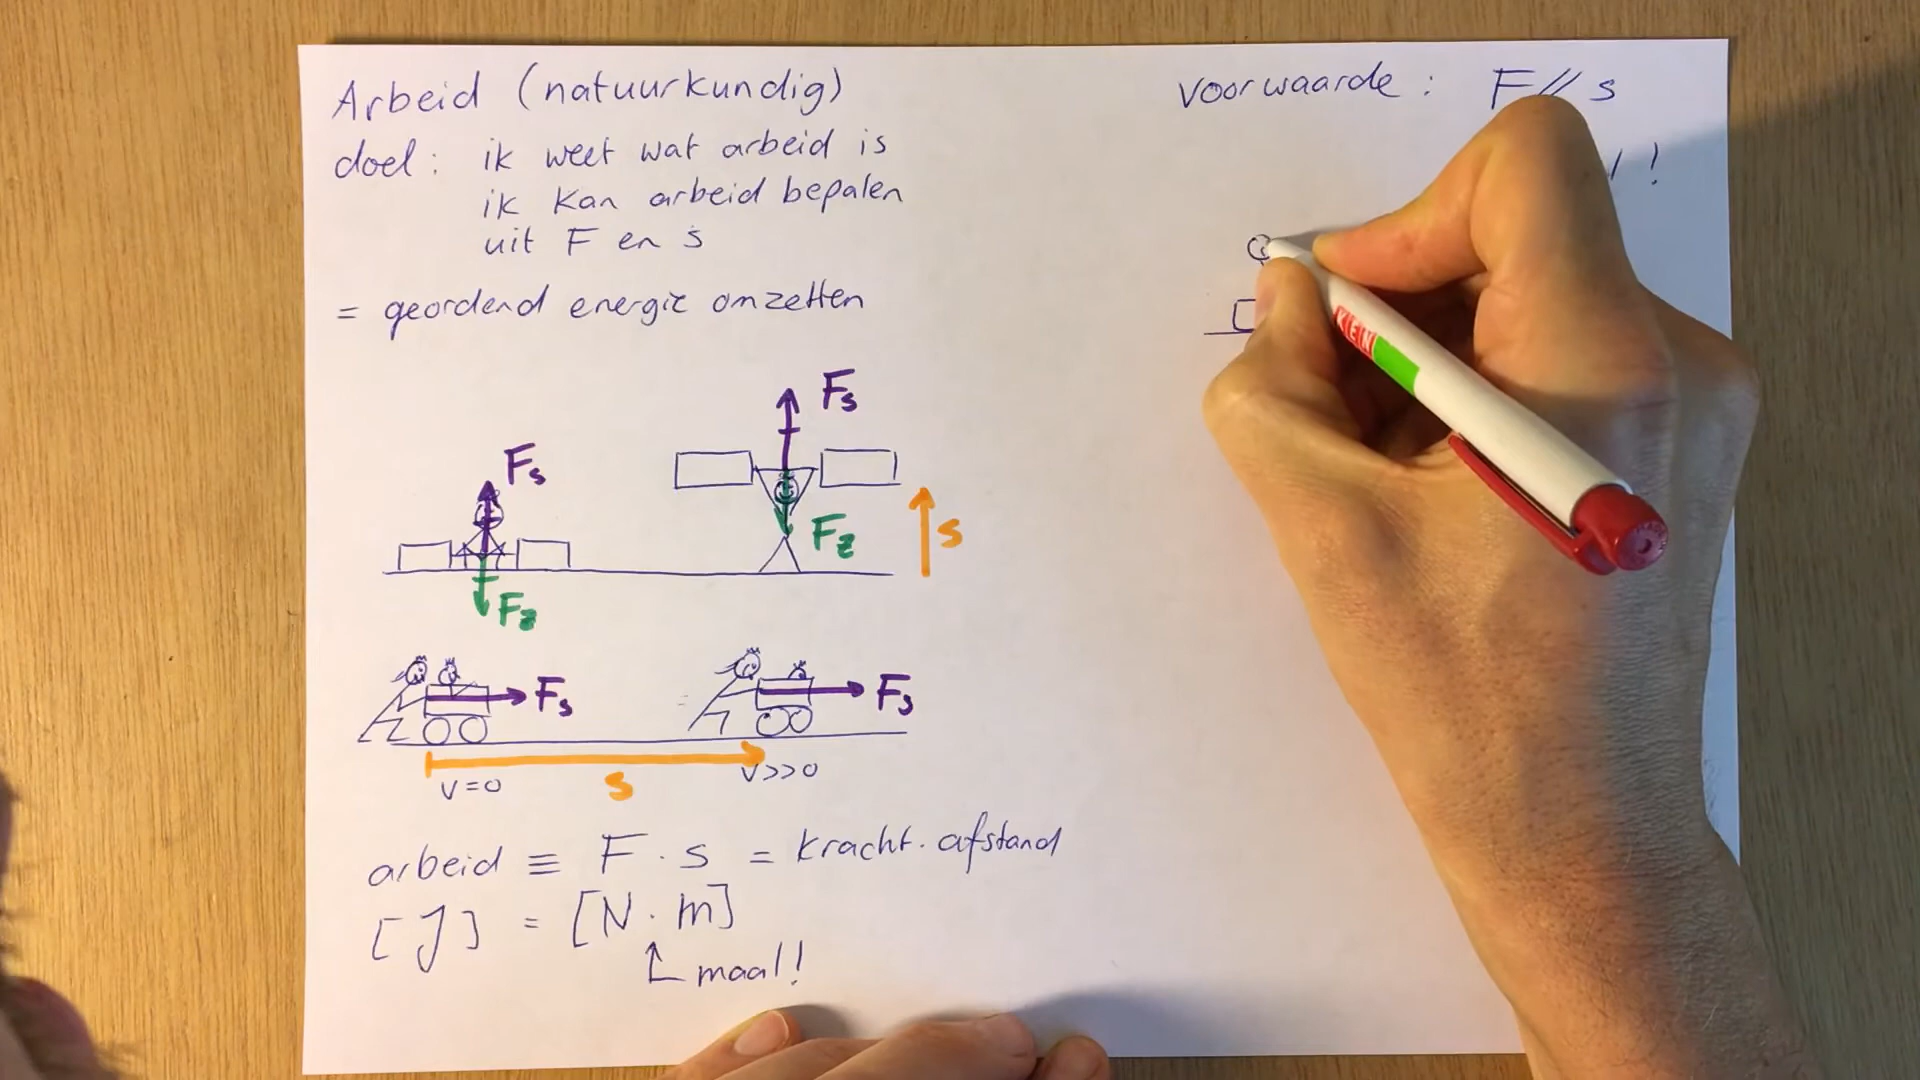 Arbeid (natuurkundig)
doel: ik weet wat arbeid is
ik kan arbeid bepalen
uit F en s
= geordend energie omzetten
Fs
Fs
Fz
Fz
s
Fs
Fs
s
v=0
v>>0
arbeid ≡ F · s = kracht · afstand
[J] = [N · m]
maal!
voorwaarde: F // s
!
KEN